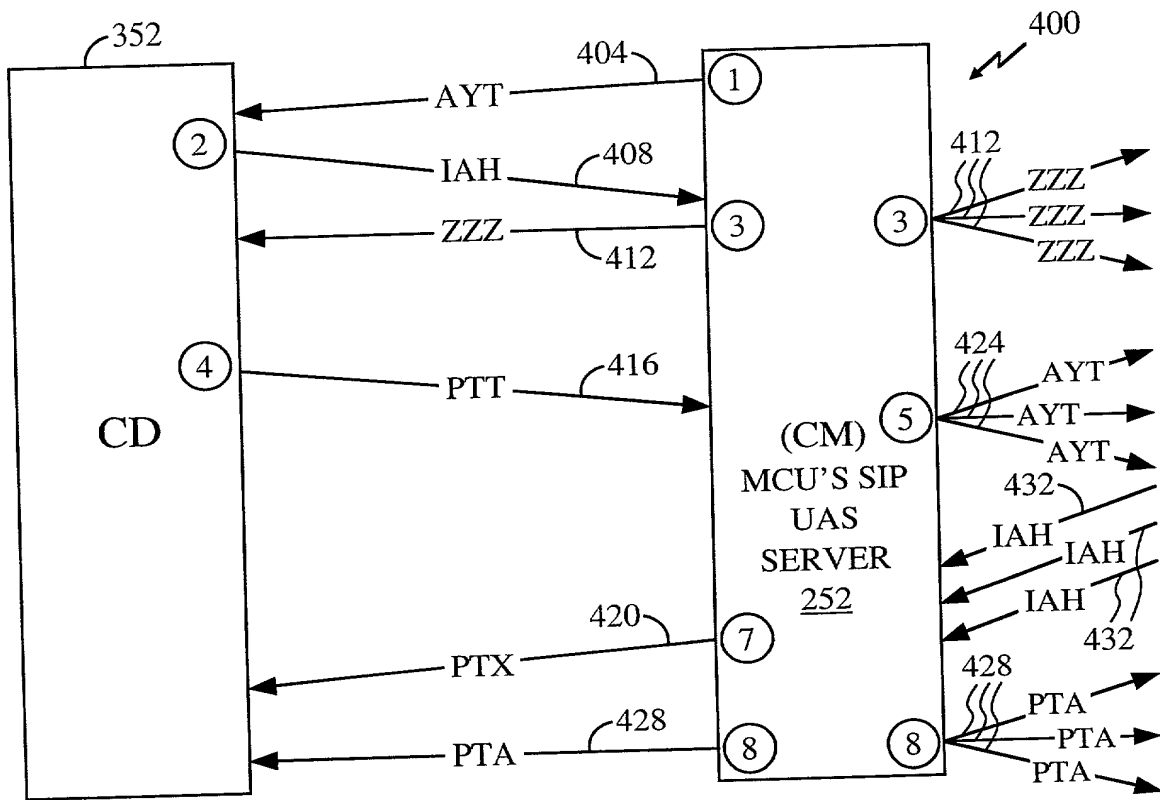 352
404
400
1
AYT
2
408
412
IAH
ZZZ
3
ZZZ
3
ZZZ
412
ZZZ
4
416
424
AYT
PTT
5
AYT
CD
(CM)
AYT
MCU'S SIP
432
UAS
IAH
SERVER
IAH
252
IAH
420
7
432
PTX
428
428
PTA
PTA
8
8
PTA
PTA